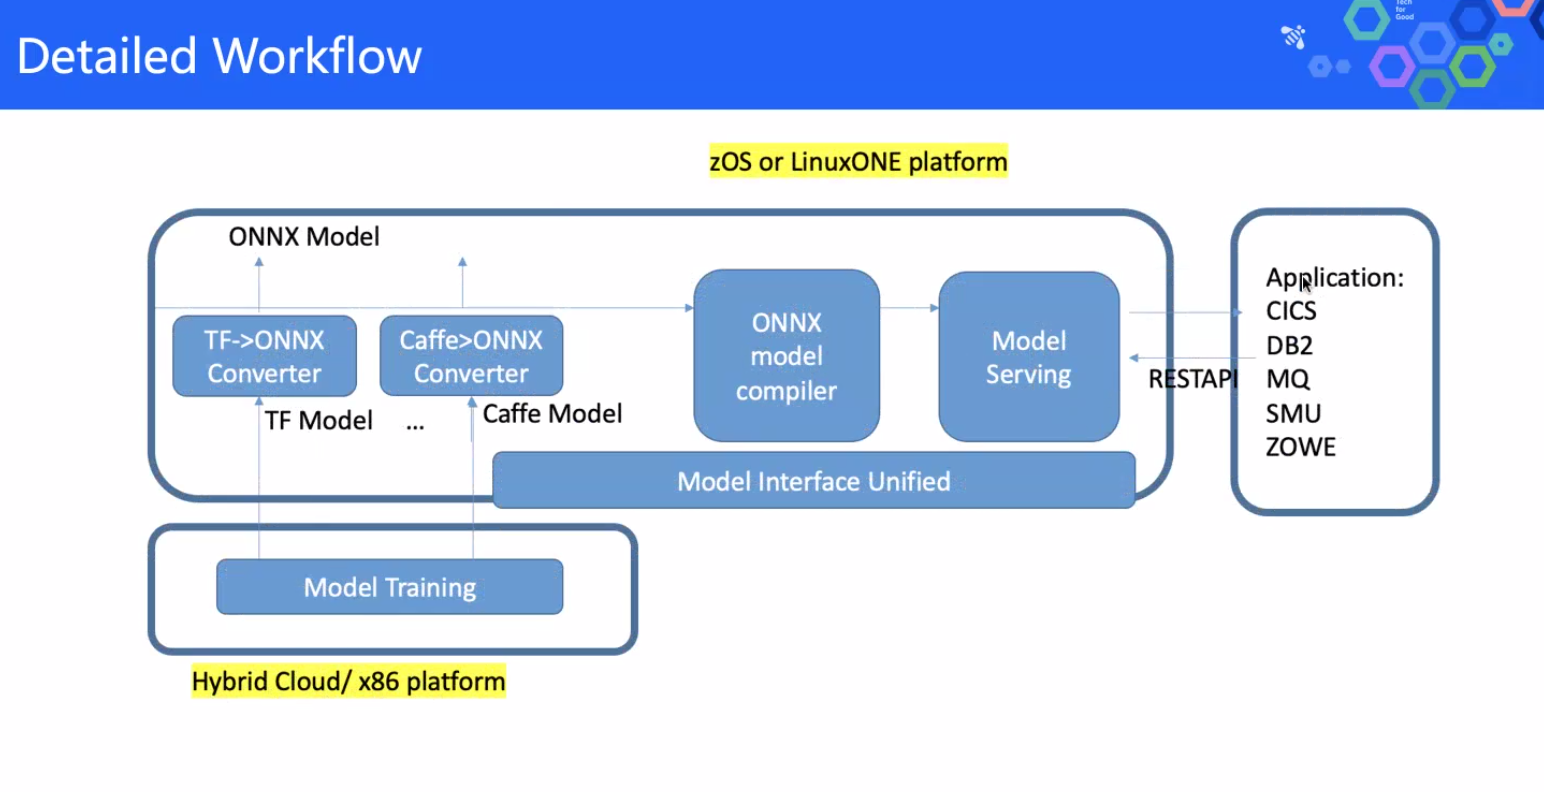 Detailed Workflow
Tech
for
Good
zOS or LinuxONE platform
ONNX Model
TF->ONNX
Converter
Caffe>ONNX
Converter
TF Model
...
Caffe Model
ONNX
model
compiler
Model
Serving
RESTAPI
Application:
CICS
DB2
MQ
SMU
ZOWE
Model Interface Unified
Model Training
Hybrid Cloud/ x86 platform